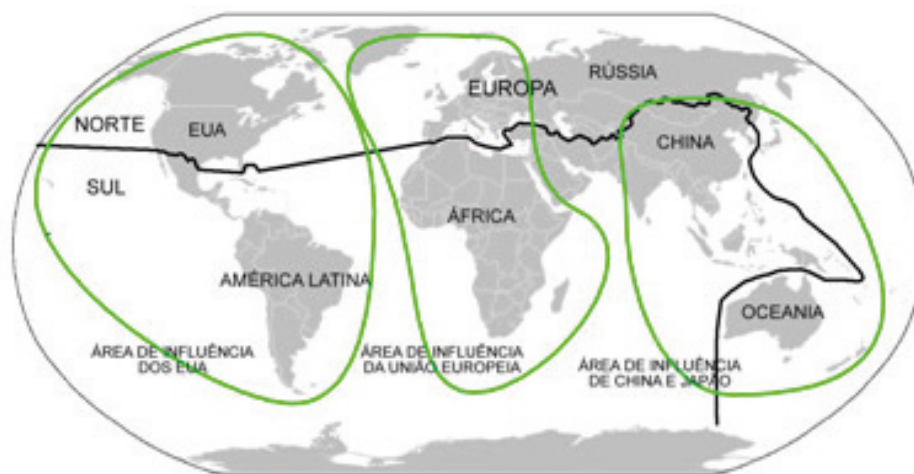 RÚSSIA
EUROPA
NORTE
EUA
CHINA
SUL
ÁFRICA
AMÉRICA LATINA
OCEANIA
ÁREA DE INFLUÊNCIA
DOS EUA
ÁREA DE INFLUÊNCIA
DA UNIÃO EUROPEIA
ÁREA DE INFLUÊNCIA
DE CHINA E JAPÃO